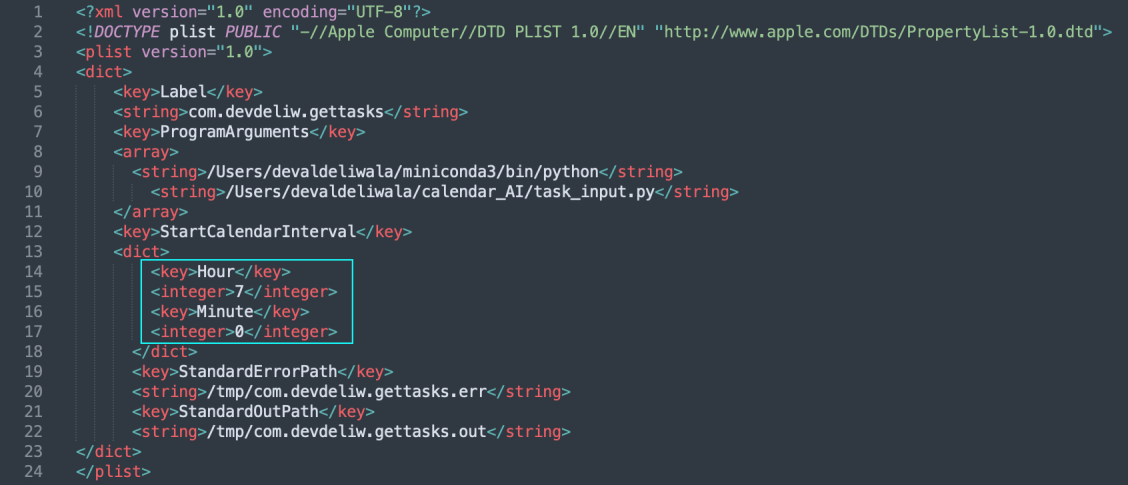 1 <?xml version="1.0" encoding="UTF-8"?>
2 <!DOCTYPE plist PUBLIC "-//Apple Computer//DTD PLIST 1.0//EN" "http://www.apple.com/DTDs/PropertyList-1.0.dtd">
3 <plist version="1.0">
4 <dict>
5 <key>Label</key>
6 <string>com.devdeliw.gettasks</string>
7 <key>ProgramArguments</key>
8 <array>
9 <string>/Users/devaldeliwala/miniconda3/bin/python</string>
10 <string>/Users/devaldeliwala/calendar_AI/task_input.py</string>
11 </array>
12 <key>StartCalendarInterval</key>
13 <dict>
14 <key>Hour</key>
15 <integer>7</integer>
16 <key>Minute</key>
17 <integer>0</integer>
18 </dict>
19 <key>StandardErrorPath</key>
20 <string>/tmp/com.devdeliw.gettasks.err</string>
21 <key>StandardOutPath</key>
22 <string>/tmp/com.devdeliw.gettasks.out</string>
23 </dict>
24 </plist>